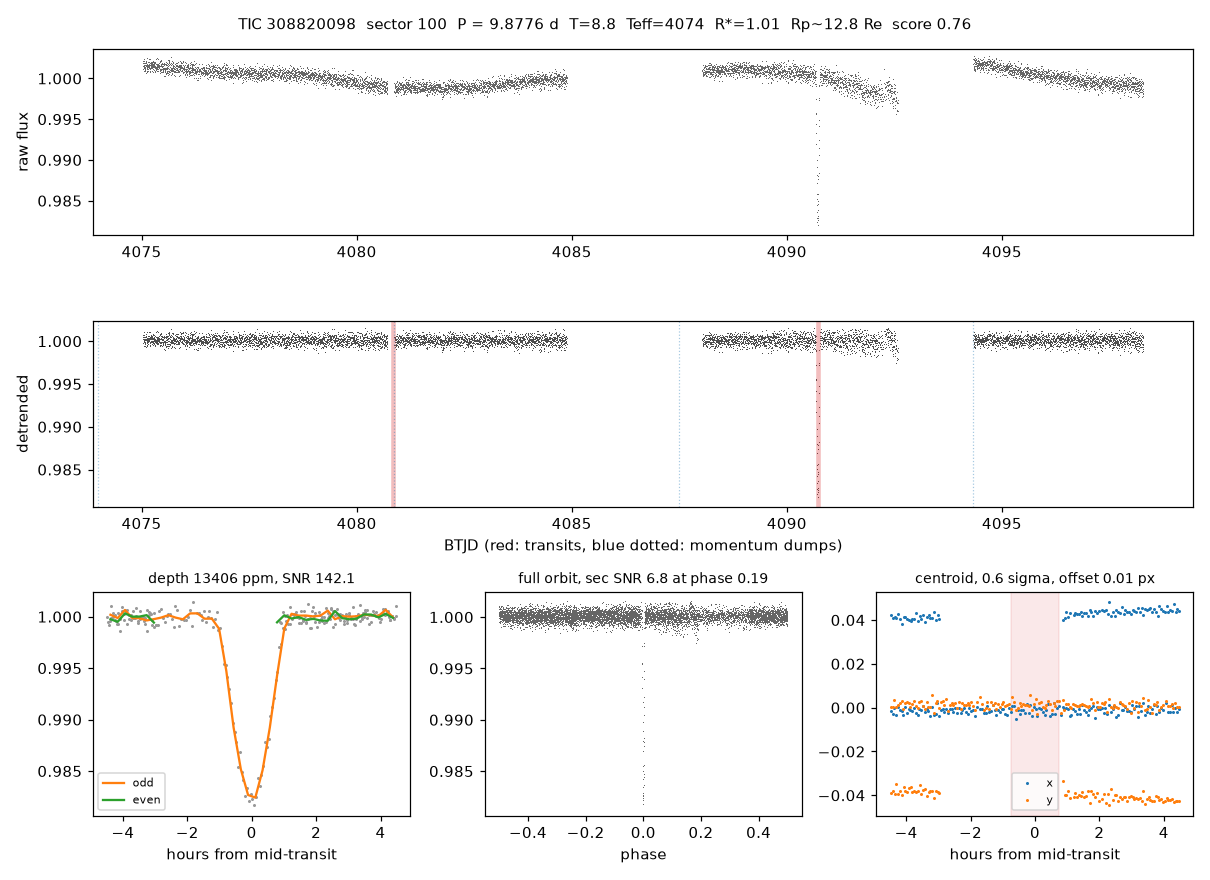 TIC 308820098 sector 100 P = 9.8776 d T=8.8 Teff=4074 R*=1.01 Rp~12.8 Re score 0.76
raw flux
1.000
0.995
0.990
0.985
4075 4080 4085 4090 4095
detrended
1.000
0.995
0.990
0.985
4075 4080 4085 4090 4095
BTJD (red: transits, blue dotted: momentum dumps)
depth 13406 ppm, SNR 142.1
1.000
0.995
0.990
0.985
odd
even
−4 −2 0 2 4
hours from mid-transit
full orbit, sec SNR 6.8 at phase 0.19
1.000
0.995
0.990
0.985
−0.4 −0.2 0.0 0.2 0.4
phase
centroid, 0.6 sigma, offset 0.01 px
0.04
0.02
0.00
−0.02
−0.04
x
y
−4 −2 0 2 4
hours from mid-transit